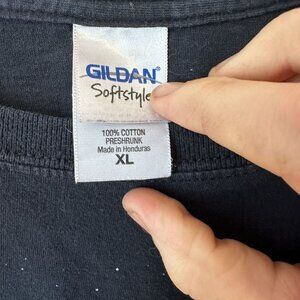 GILDAN®
Softstyle
100% COTTON
PRESHRUNK
Made in Honduras
XL